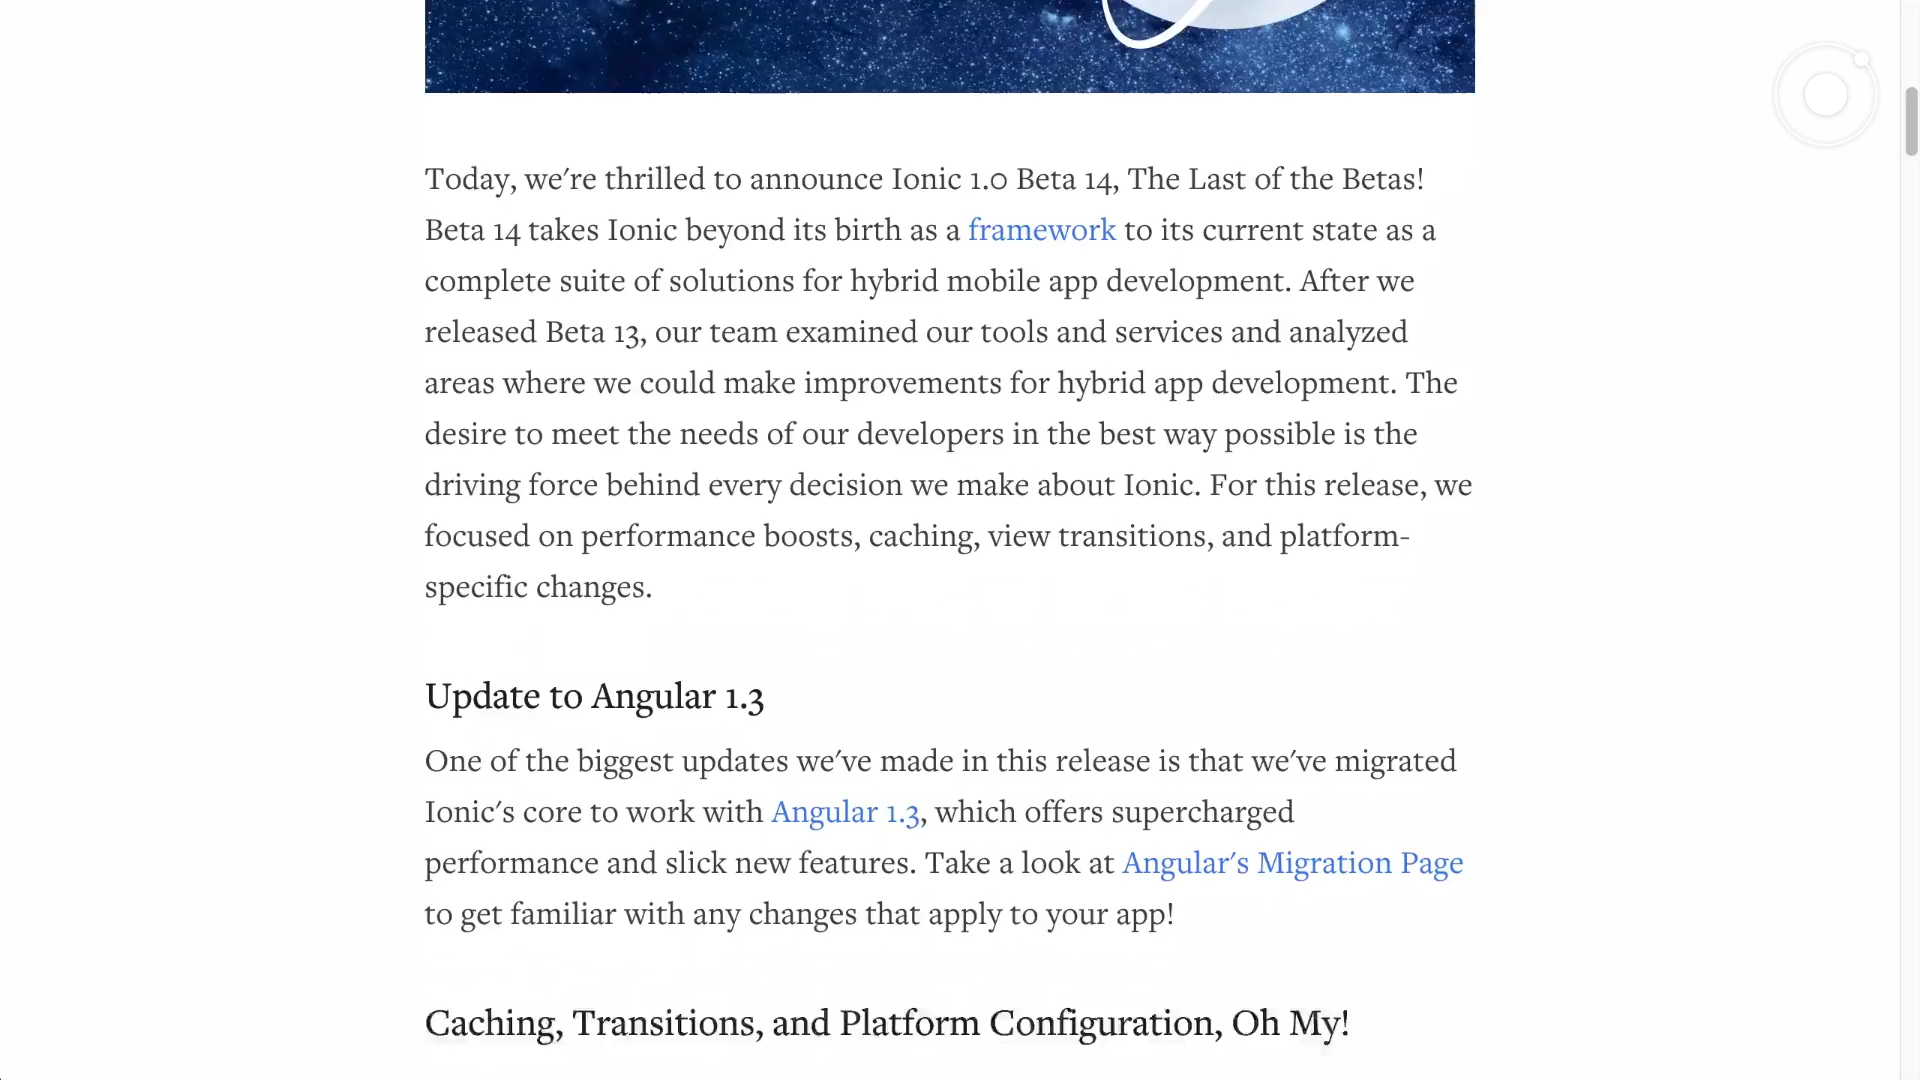 Today, we're thrilled to announce Ionic 1.0 Beta 14, The Last of the Betas!
Beta 14 takes Ionic beyond its birth as a framework to its current state as a
complete suite of solutions for hybrid mobile app development. After we
released Beta 13, our team examined our tools and services and analyzed
areas where we could make improvements for hybrid app development. The
desire to meet the needs of our developers in the best way possible is the
driving force behind every decision we make about Ionic. For this release, we
focused on performance boosts, caching, view transitions, and platform-
specific changes.
Update to Angular 1.3
One of the biggest updates we've made in this release is that we've migrated
Ionic's core to work with Angular 1.3, which offers supercharged
performance and slick new features. Take a look at Angular's Migration Page
to get familiar with any changes that apply to your app!
Caching, Transitions, and Platform Configuration, Oh My!